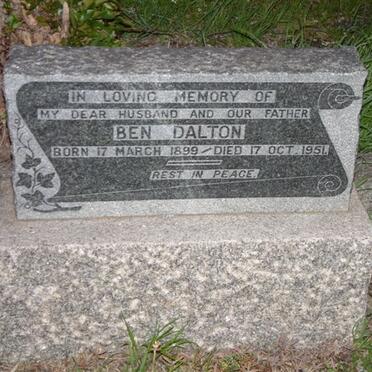 IN LOVING MEMORY OF
MY DEAR HUSBAND AND OUR FATHER
BEN DALTON
BORN 17 MARCH 1899 - DIED 17 OCT. 1951.
REST IN PEACE.